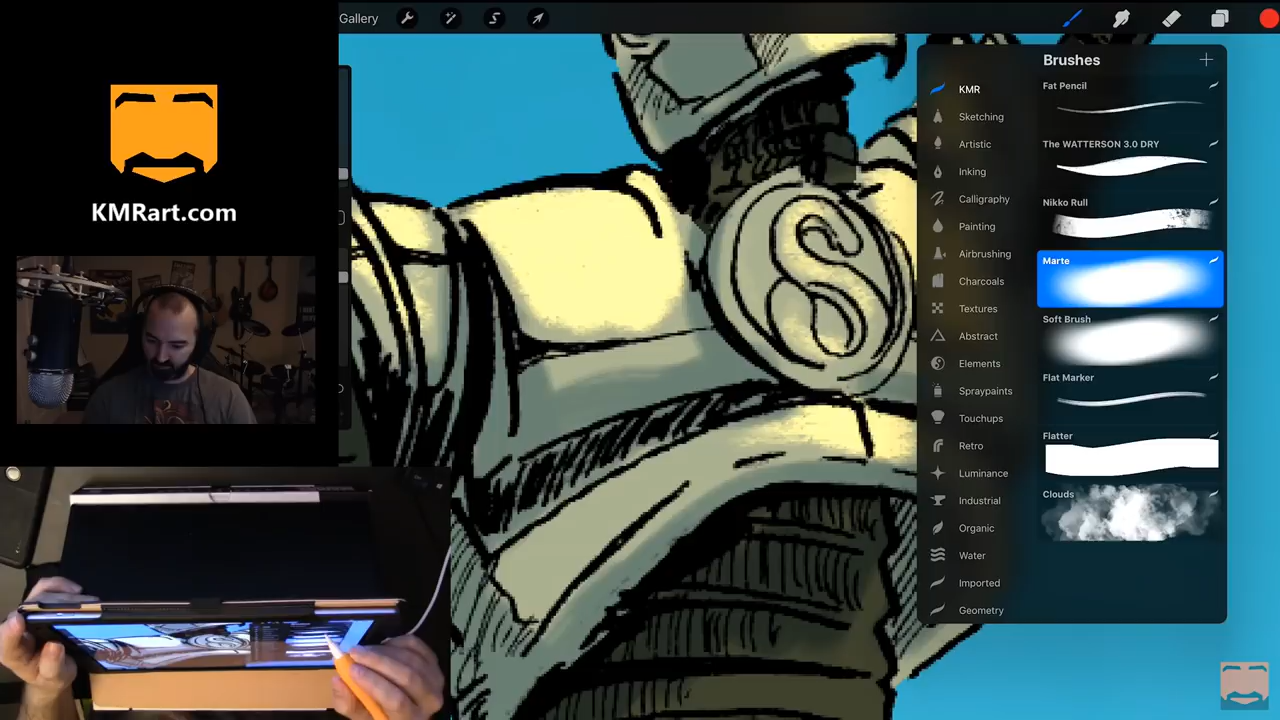 Gallery
KMRart.com
Brushes
KMR
Sketching
Artistic
Inking
Calligraphy
Painting
Airbrushing
Charcoals
Textures
Abstract
Elements
Spraypaints
Touchups
Retro
Luminance
Industrial
Organic
Water
Imported
Geometry
Fat Pencil
The WATTERSON 3.0 DRY
Nikko Rull
Marte
Soft Brush
Flat Marker
Flatter
Clouds